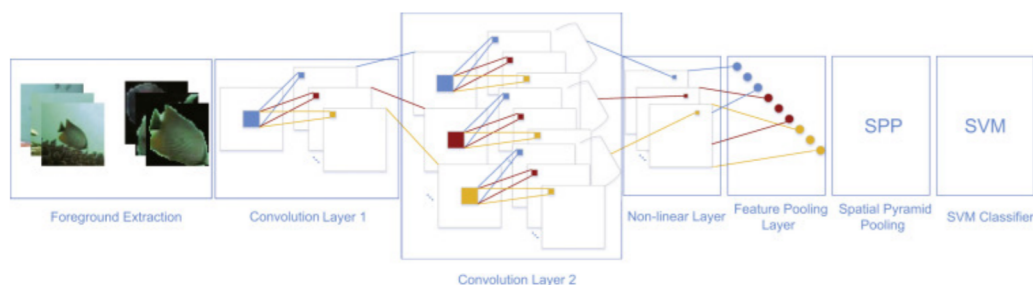 SPP
SVM
Foreground Extraction
Convolution Layer 1
Non-linear Layer
Feature Pooling
Layer
Spatial Pyramid
Pooling
SVM Classifier
Convolution Layer 2